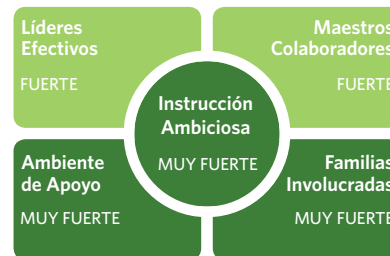 Líderes
Efectivos
FUERTE
Maestros
Colaboradores
FUERTE
Instrucción
Ambiciosa
MUY FUERTE
Ambiente
de Apoyo
MUY FUERTE
Familias
Involucradas
MUY FUERTE